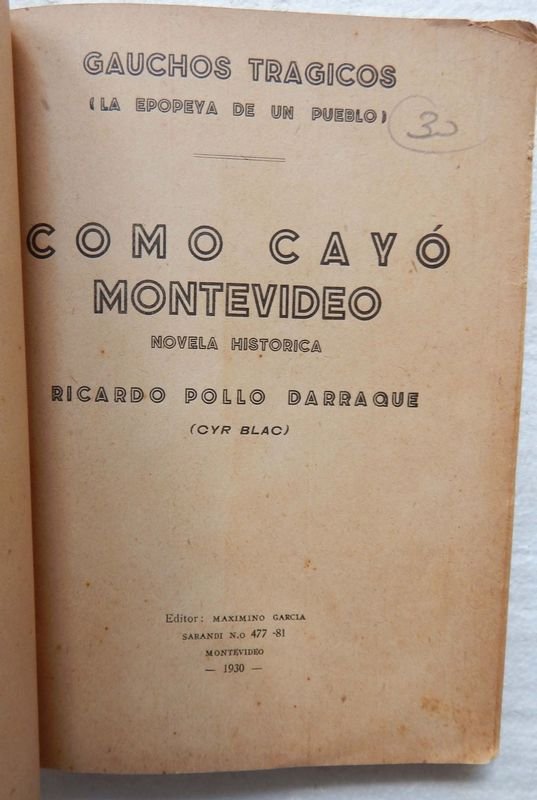 GAUCHOS TRAGICOS
(LA EPOPEYA DE UN PUEBLO)
30
COMO CAYÓ
MONTEVIDEO
NOVELA HISTORICA
RICARDO POLLO DARRAQUE
(CYR BLAC)
Editor: MAXIMINO GARCIA
SARANDI N.O 477 -81
MONTEVIDEO
— 1930 —